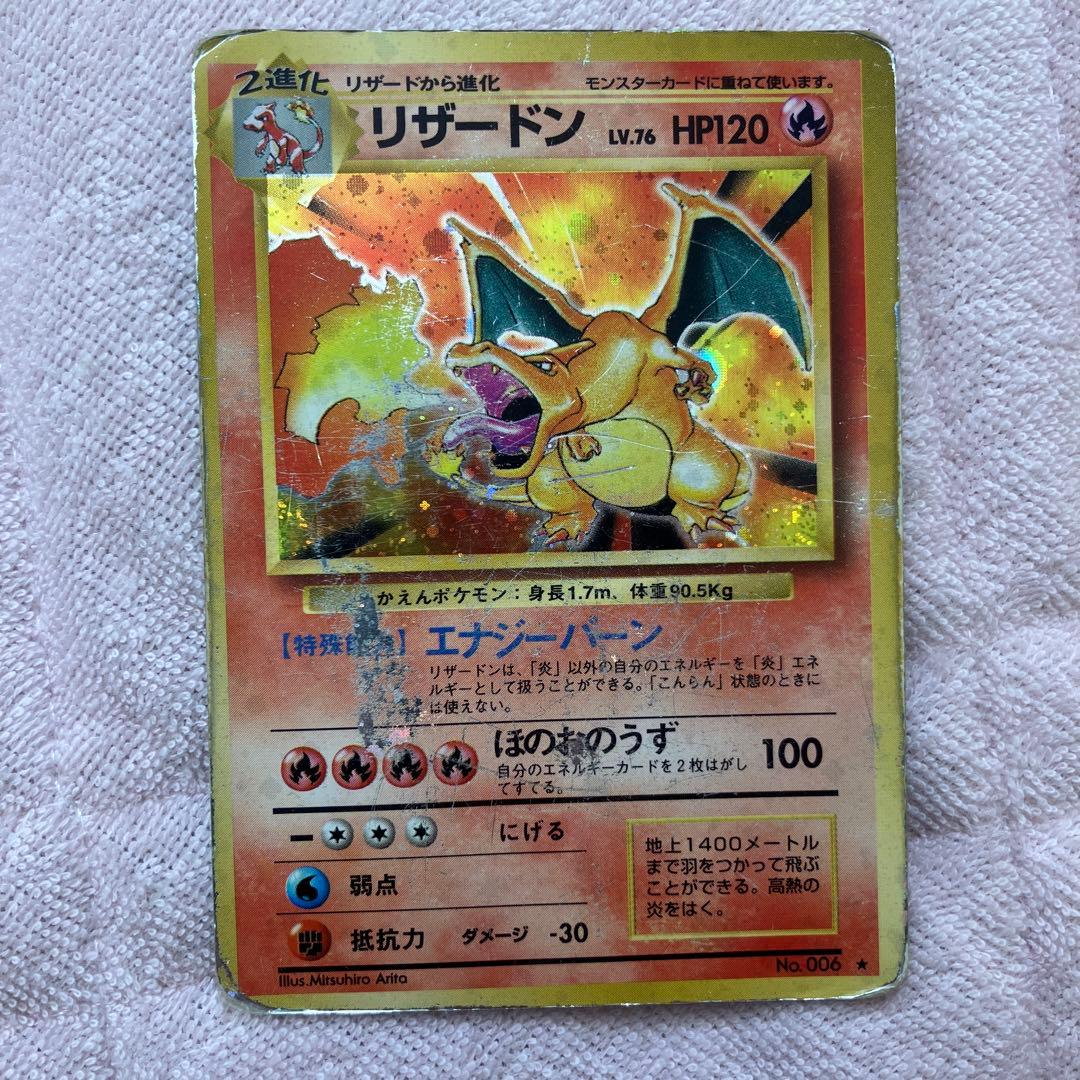 2進化 リザードから進化 モンスターカードに重ねて使います。
リザードン LV.76 HP120
かえんポケモン：身長1.7m、体重90.5Kg
【特殊 】 エナジーバーン
リザードンは、「炎」以外の自分のエネルギーを「炎」エネ
ルギーとして扱うことができる。「こんらん」状態のときに
は使えない。
ほのおのうず 100
自分のエネルギーカードを2枚はがし
てすてる。
にげる
弱点
抵抗力 ダメージ -30
地上1400メートル
まで羽をつかって飛ぶ
ことができる。高熱の
炎をはく。
Illus.Mitsuhiro Arita
No. 006 ★